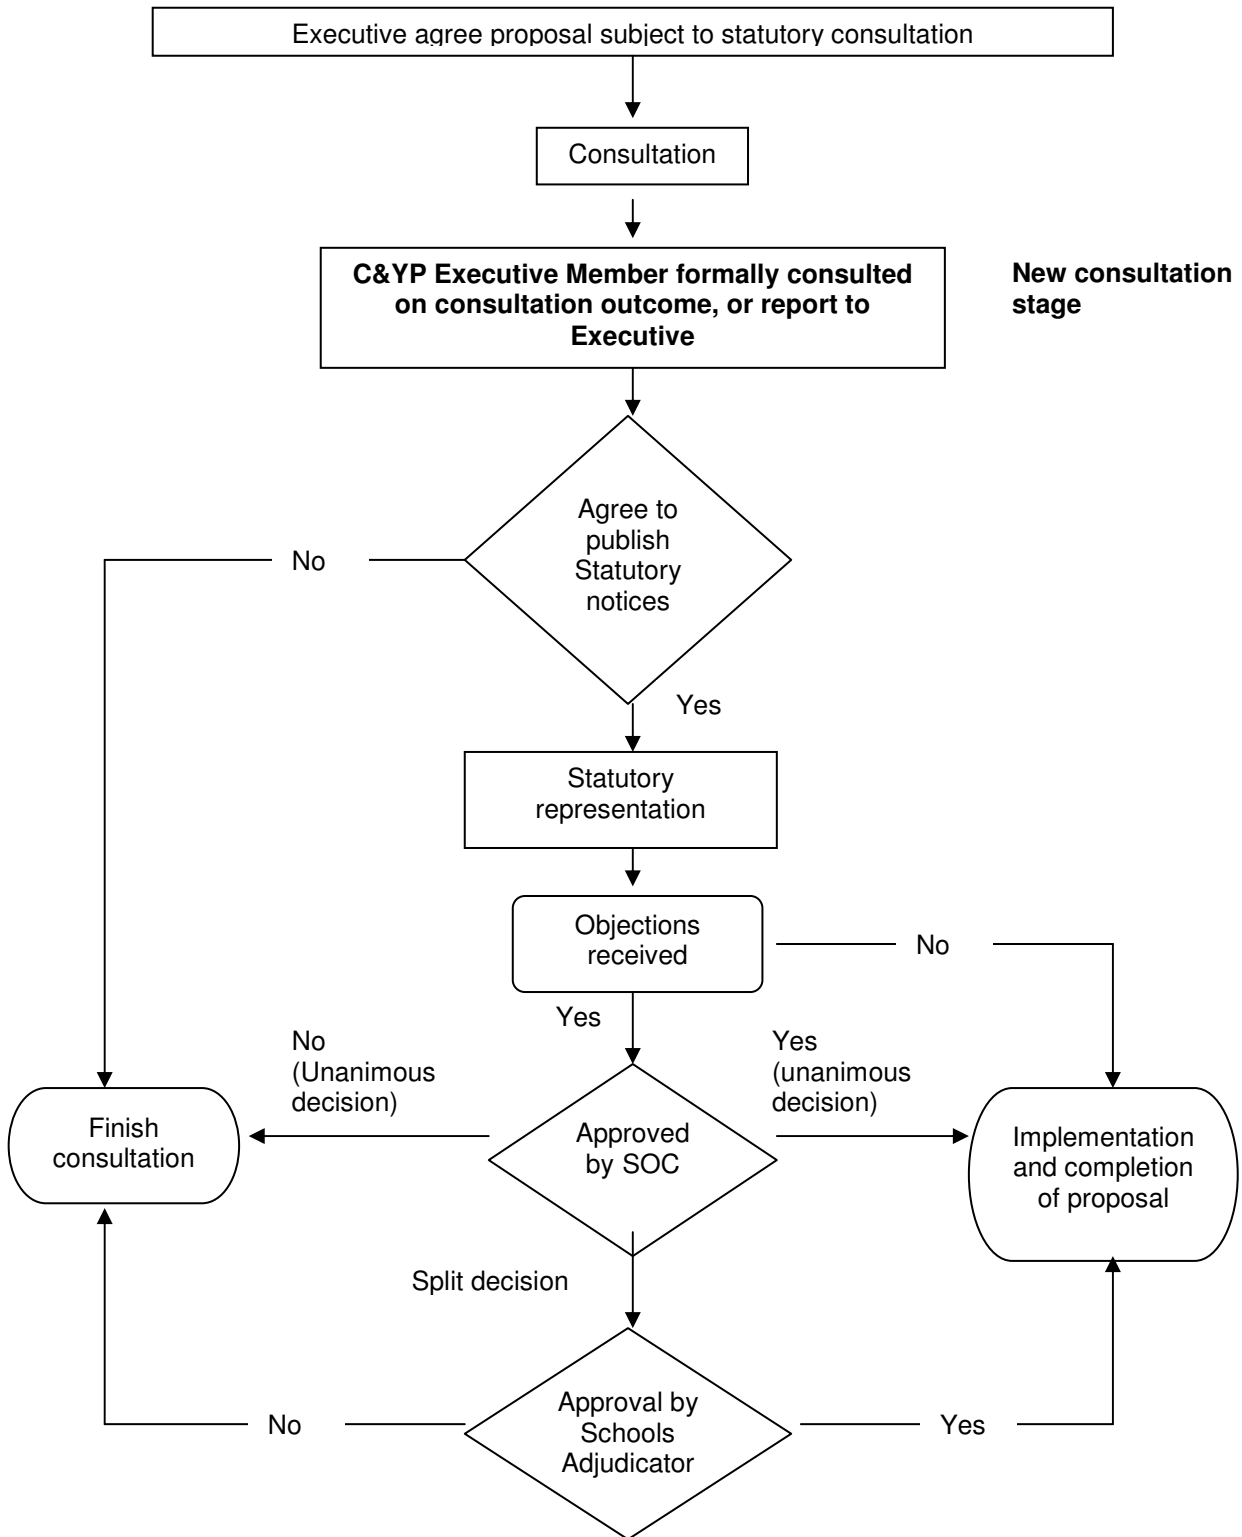 Executive agree proposal subject to statutory consultation
Consultation
C&YP Executive Member formally consulted
on consultation outcome, or report to
Executive
New consultation
stage
Agree to
publish
Statutory
notices
No
Yes
Statutory
representation
Objections
received
No
Yes
No
(Unanimous
decision)
Yes
(unanimous
decision)
Finish
consultation
Approved
by SOC
Implementation
and completion
of proposal
Split decision
Approval by
Schools
Adjudicator
No
Yes